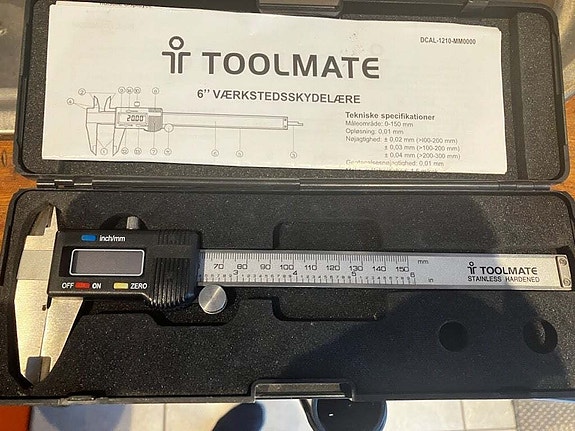 DCAL-1210-MM0000
TOOLMATE
6" VÆRKSTEDSSKYDELÆRE
20.00
Tekniske specifikationer
Måleområde: 0-150 mm
Opløsning: 0,01 mm
Nøjagtighed: ± 0,02 mm (>100-200 mm)
± 0,03 mm (>100-200 mm)
± 0,04 mm (>200-300 mm)
inch/mm
OFF ON ZERO
70 80 90 100 110 120 130 140 150 mm
3 4 5 6 in
TOOLMATE
STAINLESS HARDENED